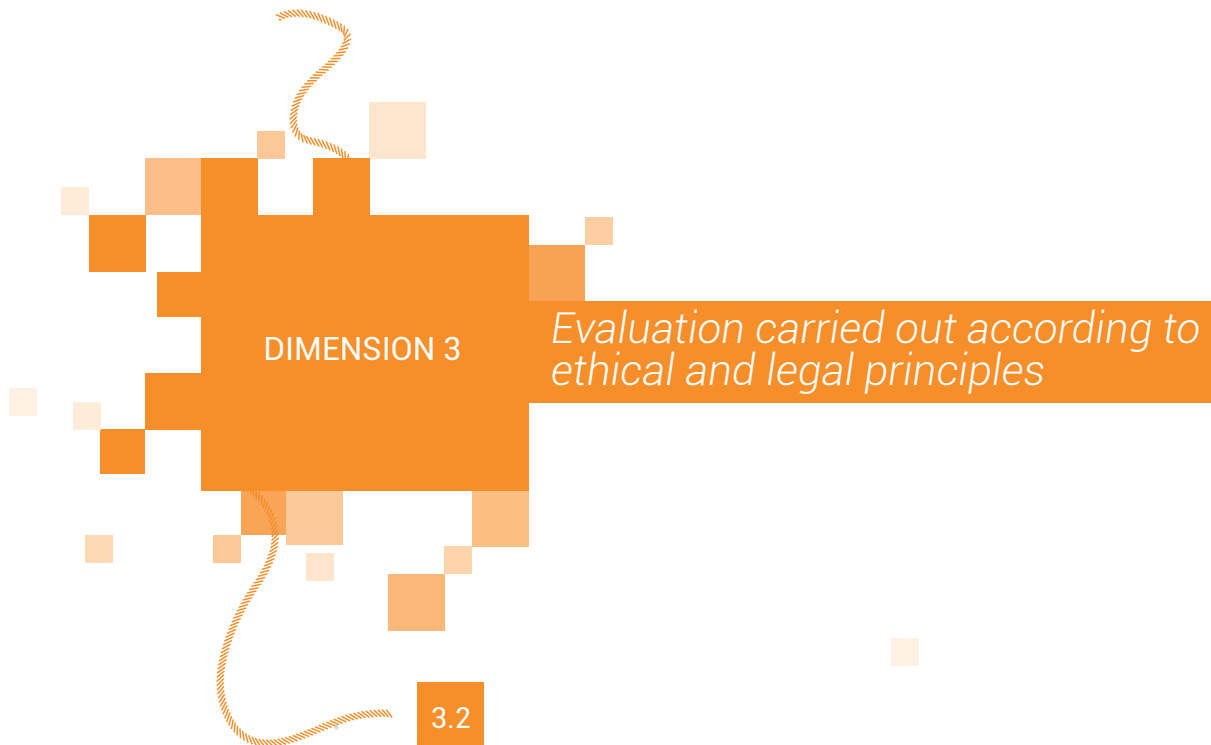 DIMENSION 3
Evaluation carried out according to
ethical and legal principles
3.2